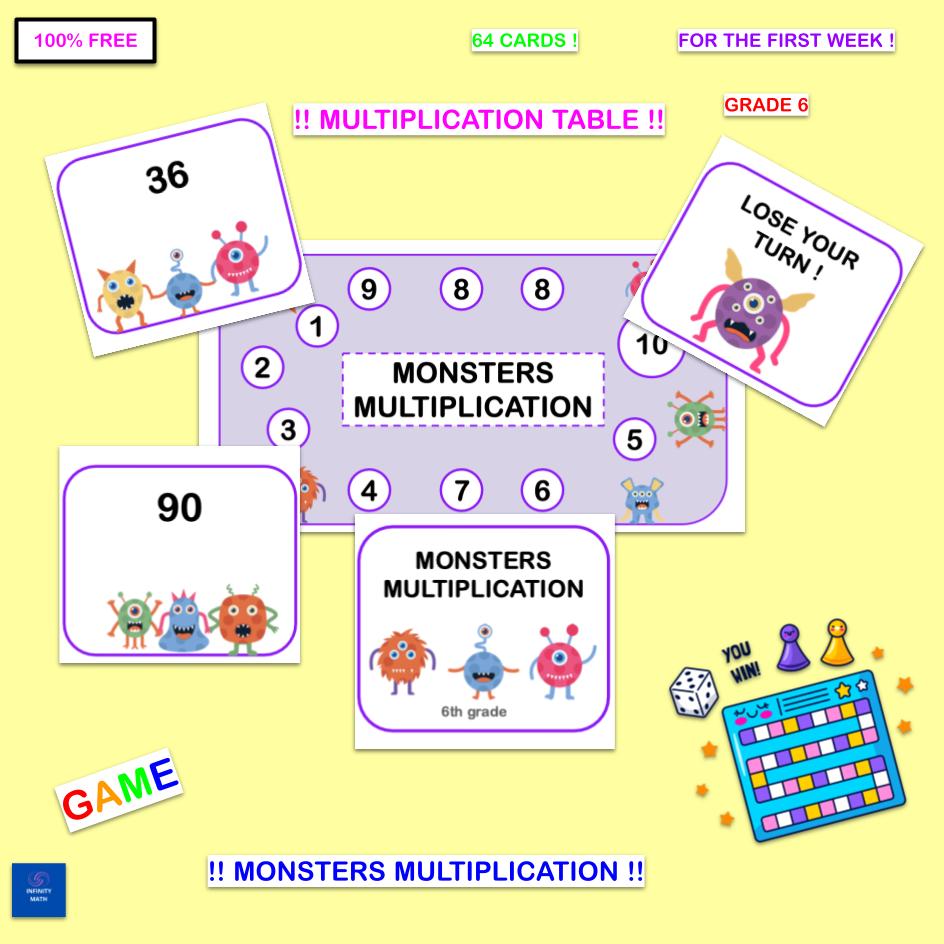 100% FREE
64 CARDS !
FOR THE FIRST WEEK !
!! MULTIPLICATION TABLE !!
GRADE 6
36
LOSE YOUR
TURN !
9
8
8
1
10
2
MONSTERS
MULTIPLICATION
3
5
4
7
6
90
MONSTERS
MULTIPLICATION
6th grade
YOU
WIN!
GAME
!! MONSTERS MULTIPLICATION !!
INFINITY
MATH